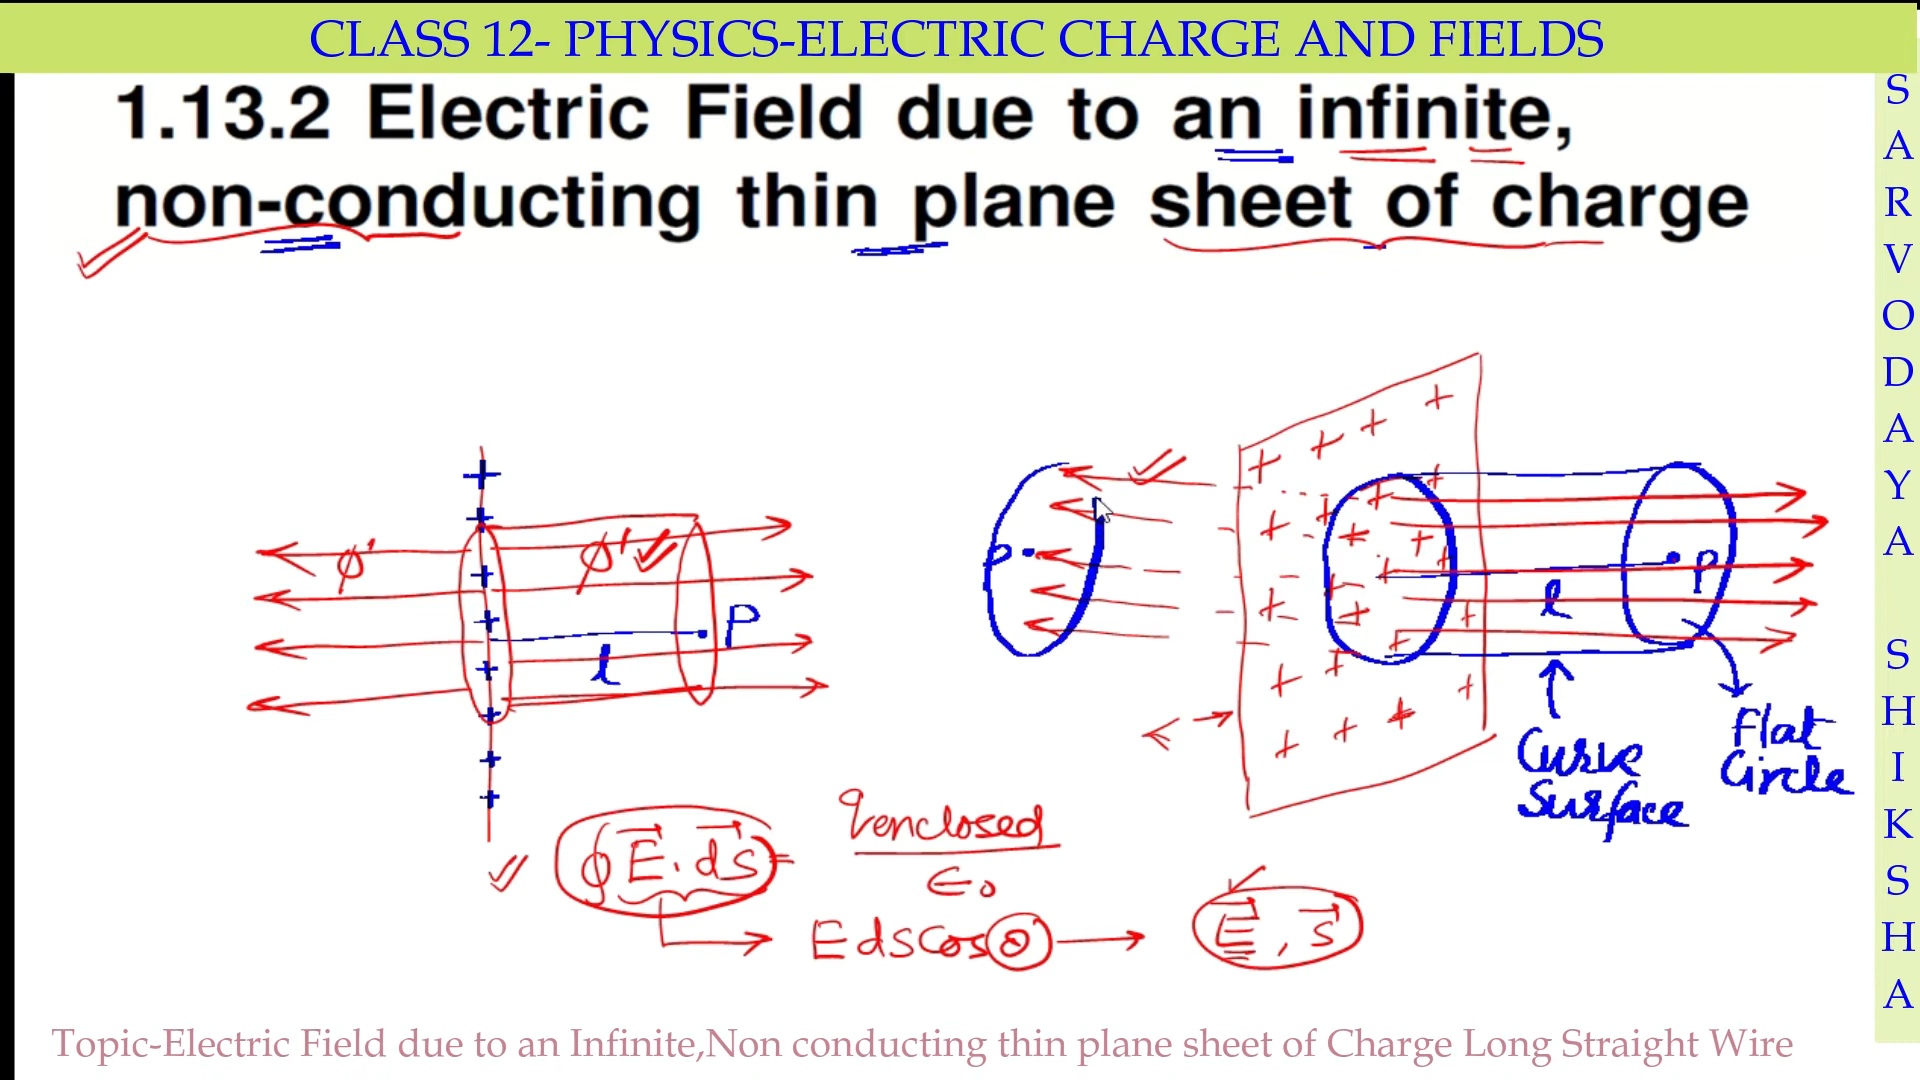 CLASS 12- PHYSICS-ELECTRIC CHARGE AND FIELDS
1.13.2 Electric Field due to an infinite,
non-conducting thin plane sheet of charge
SARVODAYA SHIKSHA
ϕ'
ϕ'
P
l
P
P
l
Curve
Surface
Flat
Circle
∮ E⃗ . ds⃗ = qenclosed / ε₀
E ds Cos θ → E⃗ , s⃗
Topic-Electric Field due to an Infinite,Non conducting thin plane sheet of Charge Long Straight Wire